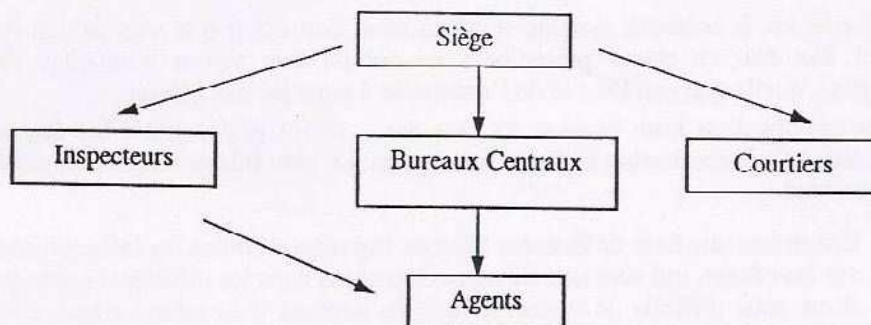 Siège
Inspecteurs
Bureaux Centraux
Courtiers
Agents